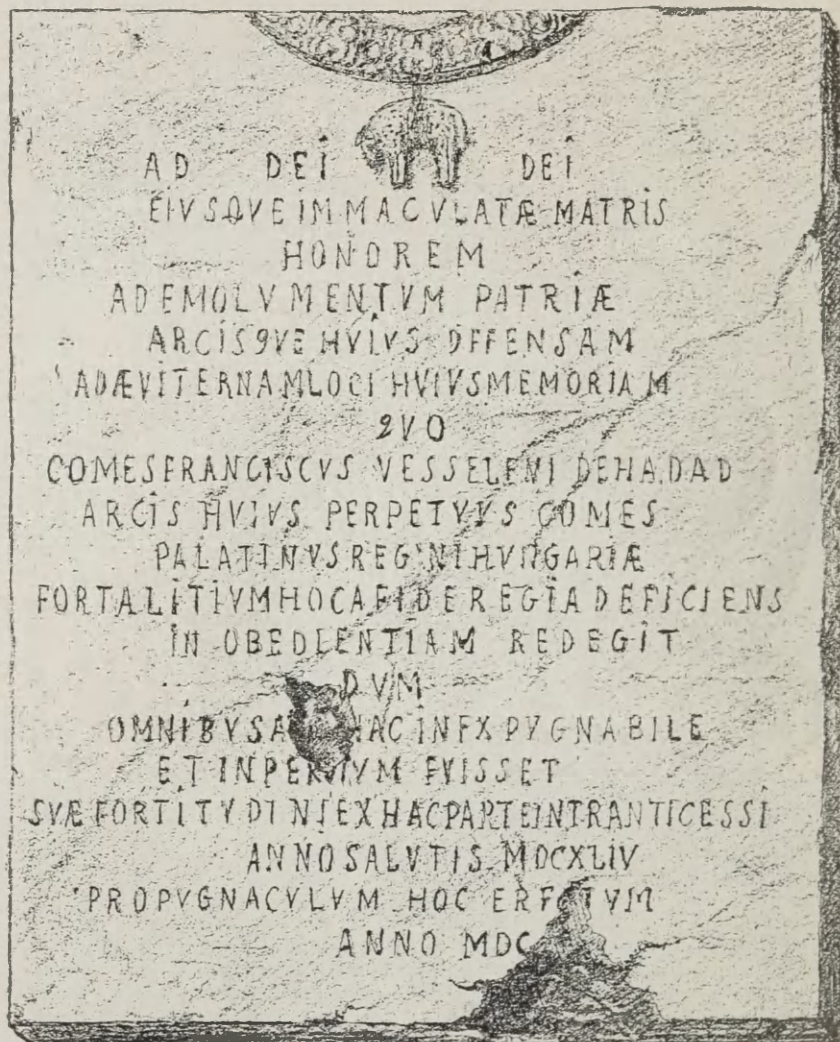 AD DEI DEI
EIVSQVE IMMACVLATÆ MATRIS
HONOREM
AD EMOLVMENTVM PATRIÆ
ARCISQVE HVIVS DFFENSAM
AD ÆVITERNAM LOCI HVIVS MEMORIAM
QVO
COMES FRANCISCVS VESSELENI DE HADAD
ARCIS HVIVS PERPETVVS COMES
PALATINVS REGNI HVNGARIÆ
FORTALITIVM HOC A FIDE REGIA DEFICIENS
IN OBEDIENTIAM REDEGIT
DVM
OMNIBVS HAC INEXPVGNABILE
ET INPERVIVM FVISSET
SVÆ FORTITVDINI EX HAC PARTE INTRANTI CESSI
ANNO SALVTIS MDCXLIV
PROPVGNACVLVM HOC ERECTVM
ANNO MDC